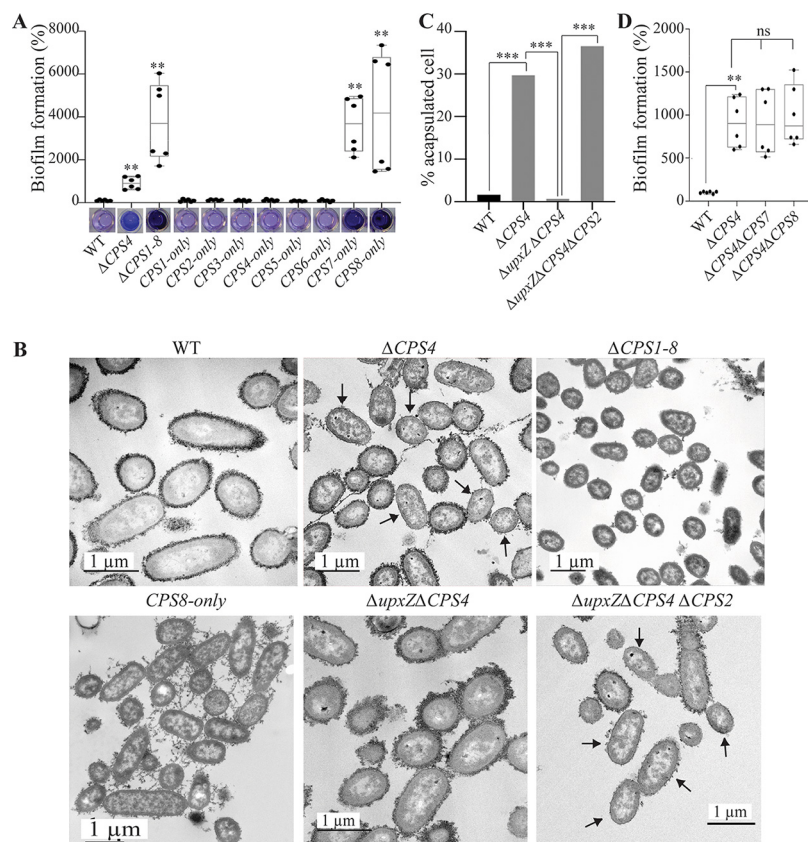 A
Biofilm formation (%)
8000
6000
4000
2000
0
**
**
**
**
WT
ΔCPS4
ΔCPS1-8
CPS1-only
CPS2-only
CPS3-only
CPS4-only
CPS5-only
CPS6-only
CPS7-only
CPS8-only
C
% acapsulated cell
40
30
20
10
0
***
***
***
WT
ΔCPS4
ΔupxZ ΔCPS4
ΔupxZΔCPS4ΔCPS2
D
Biofilm formation (%)
2000
1500
1000
500
0
ns
**
WT
ΔCPS4
ΔCPS4ΔCPS7
ΔCPS4ΔCPS8
B
WT
ΔCPS4
ΔCPS1-8
1 µm
1 µm
1 µm
CPS8-only
ΔupxZΔCPS4
ΔupxZΔCPS4 ΔCPS2
1 µm
1 µm
1 µm